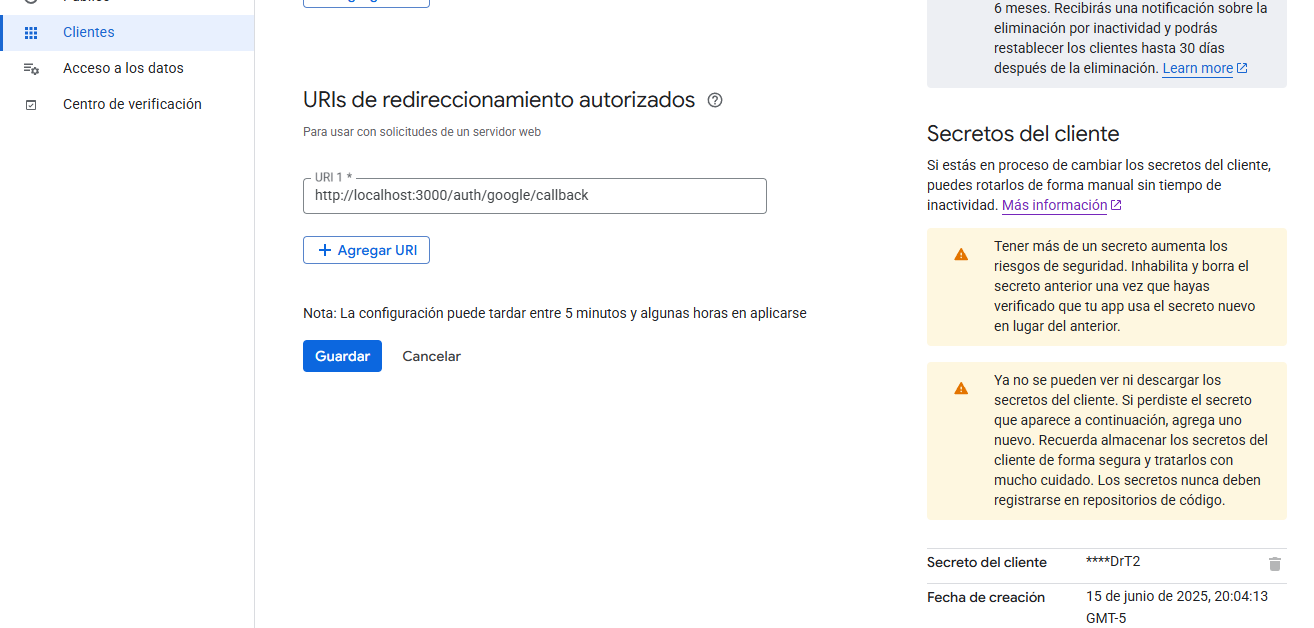 Clientes
Acceso a los datos
Centro de verificación
URIs de redireccionamiento autorizados
Para usar con solicitudes de un servidor web
URI 1 *
http://localhost:3000/auth/google/callback
Agregar URI
Nota: La configuración puede tardar entre 5 minutos y algunas horas en aplicarse
Guardar
Cancelar
6 meses. Recibirás una notificación sobre la
eliminación por inactividad y podrás
restablecer los clientes hasta 30 días
después de la eliminación. Learn more
Secretos del cliente
Si estás en proceso de cambiar los secretos del cliente,
puedes rotarlos de forma manual sin tiempo de
inactividad. Más información
Tener más de un secreto aumenta los
riesgos de seguridad. Inhabilita y borra el
secreto anterior una vez que hayas
verificado que tu app usa el secreto nuevo
en lugar del anterior.
Ya no se pueden ver ni descargar los
secretos del cliente. Si perdiste el secreto
que aparece a continuación, agrega uno
nuevo. Recuerda almacenar los secretos del
cliente de forma segura y tratarlos con
mucho cuidado. Los secretos nunca deben
registrarse en repositorios de código.
Secreto del cliente
****DrT2
Fecha de creación
15 de junio de 2025, 20:04:13
GMT-5